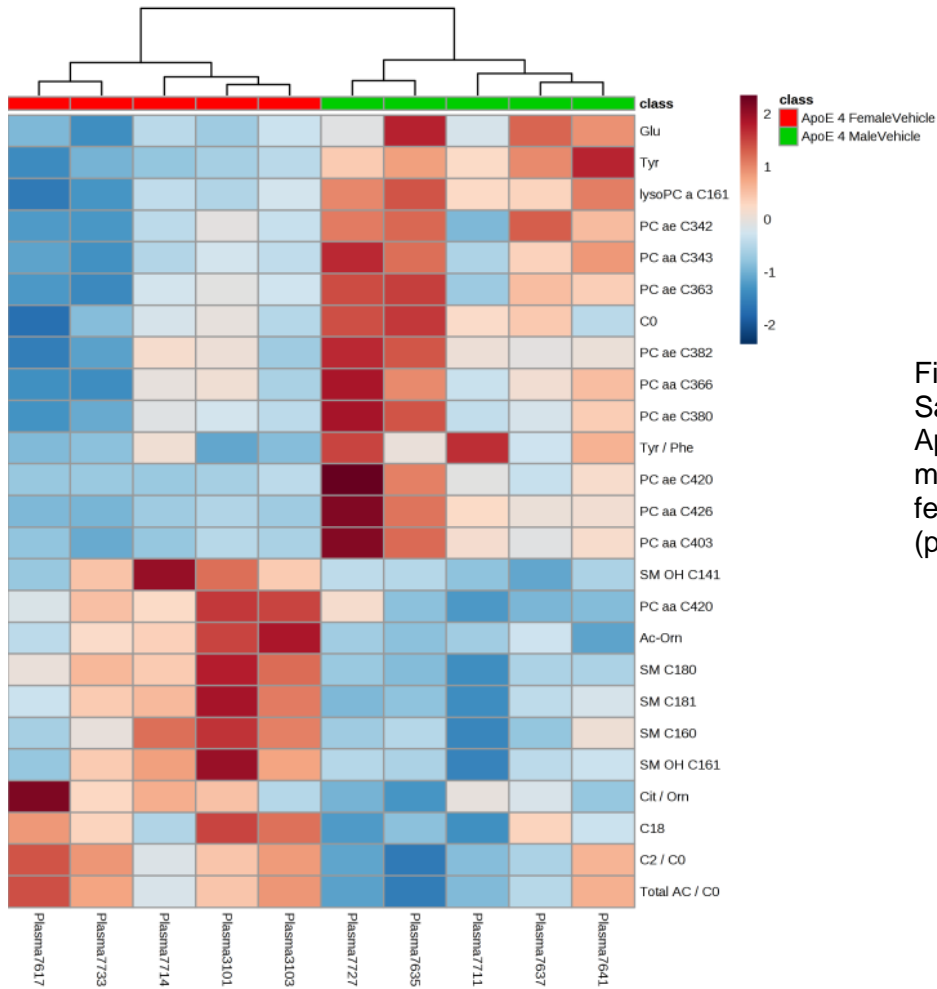 class
Glu
Tyr
lysoPC a C161
PC ae C342
PC aa C343
PC ae C363
C0
PC ae C382
PC aa C366
PC ae C380
Tyr / Phe
PC ae C420
PC aa C426
PC aa C403
SM OH C141
PC aa C420
Ac-Orn
SM C180
SM C181
SM C160
SM OH C161
Cit / Orn
C18
C2 / C0
Total AC / C0
Plasma7617
Plasma7733
Plasma7714
Plasma3101
Plasma3103
Plasma7727
Plasma7635
Plasma7711
Plasma7637
Plasma7641
2
1
0
-1
-2
class
ApoE 4 FemaleVehicle
ApoE 4 MaleVehicle
Fi
Sa
Ap
m
fe
(p